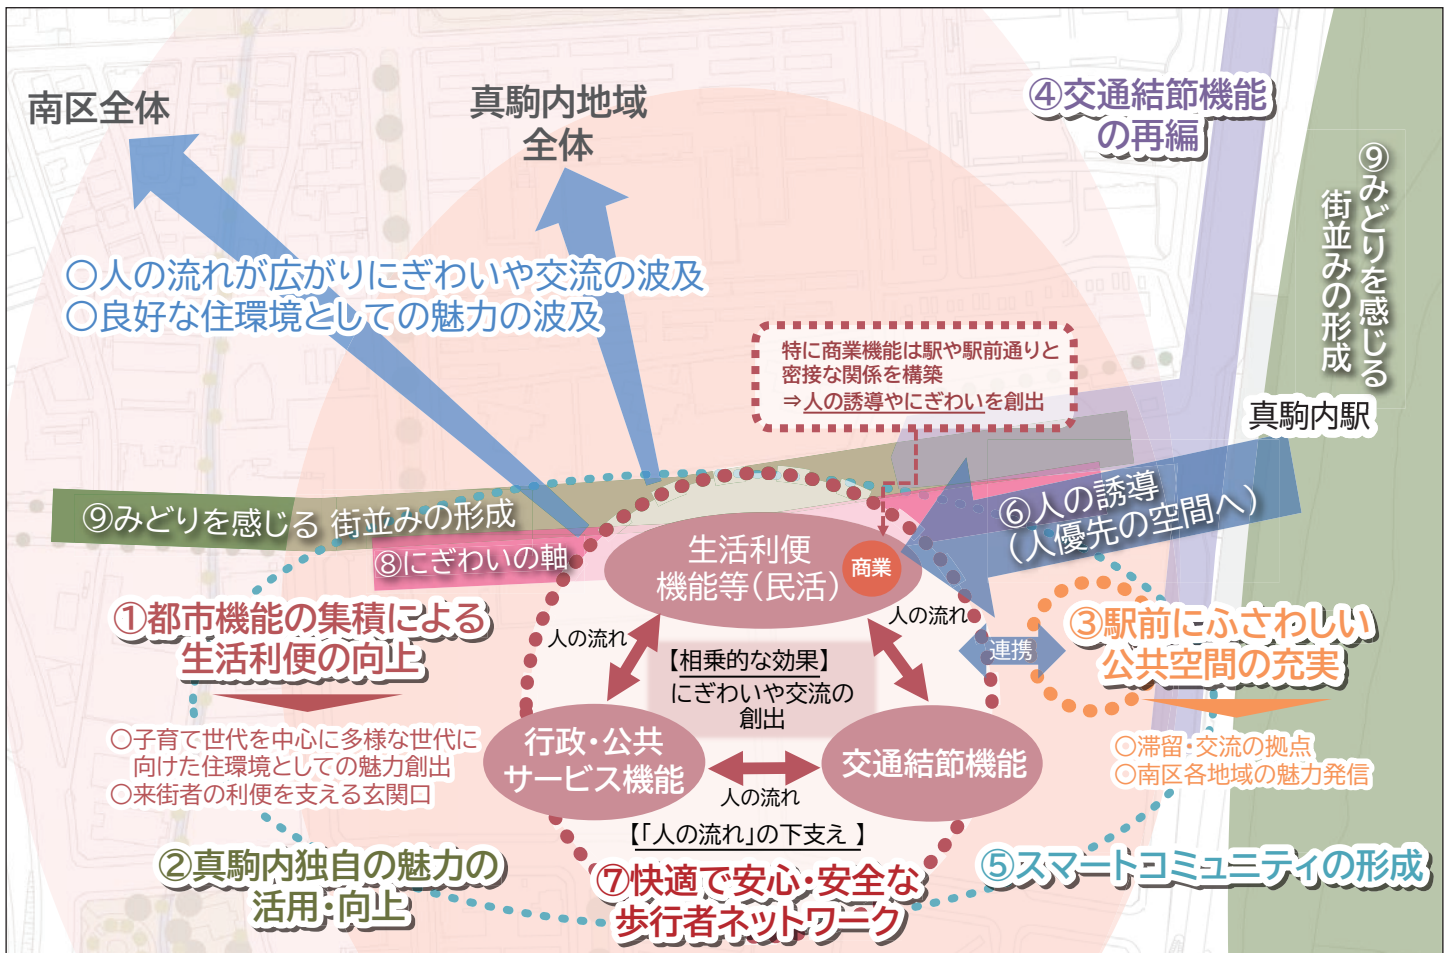 南区全体
真駒内地域
全体
④交通結節機能
の再編
⑨みどりを感じる
街並みの形成
○人の流れが広がりにぎわいや交流の波及
○良好な住環境としての魅力の波及
特に商業機能は駅や駅前通りと
密接な関係を構築
⇒人の誘導やにぎわいを創出
真駒内駅
⑨みどりを感じる 街並みの形成
⑧にぎわいの軸
⑥人の誘導
（人優先の空間へ）
生活利便
機能等（民活）
商業
①都市機能の集積による
生活利便の向上
人の流れ
人の流れ
③駅前にふさわしい
公共空間の充実
連携
【相乗的な効果】
にぎわいや交流の
創出
○子育て世代を中心に多様な世代に
向けた住環境としての魅力創出
○来街者の利便を支える玄関口
行政・公共
サービス機能
交通結節機能
人の流れ
○滞留・交流の拠点
○南区各地域の魅力発信
【「人の流れ」の下支え】
②真駒内独自の魅力の
活用・向上
⑦快適で安心・安全な
歩行者ネットワーク
⑤スマートコミュニティの形成